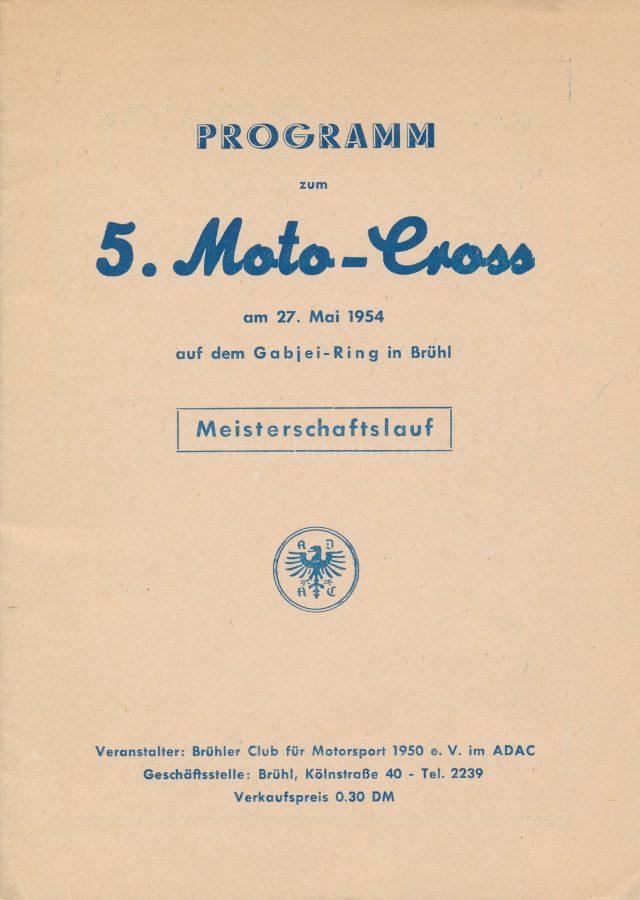 PROGRAMM
zum
5. Moto-Cross
am 27. Mai 1954
auf dem Gabjei-Ring in Brühl
Meisterschaftslauf
A D
A C
Veranstalter: Brühler Club für Motorsport 1950 e. V. im ADAC
Geschäftsstelle: Brühl, Kölnstraße 40 - Tel. 2239
Verkaufspreis 0.30 DM